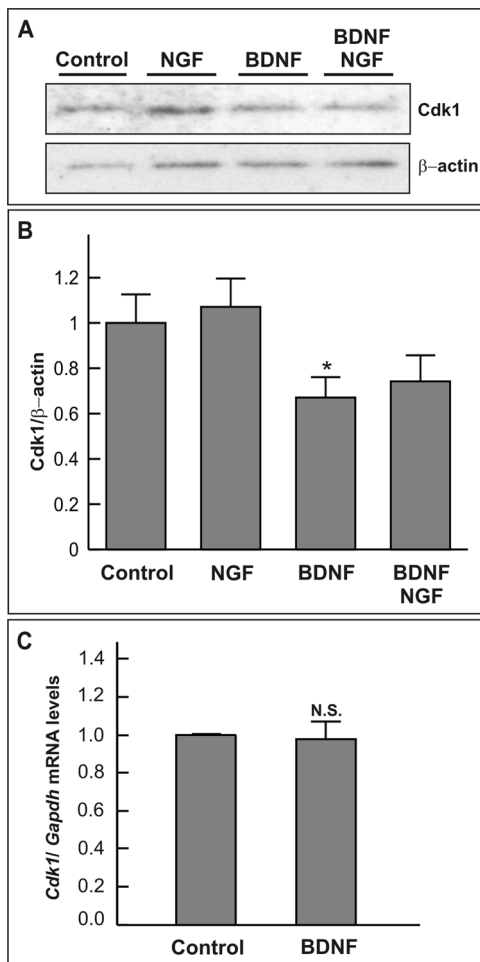 A
Control NGF BDNF BDNF
NGF
Cdk1
β–actin
B
Cdk1/β–actin
1.2
1
0.8
0.6
0.4
0.2
0
*
Control NGF BDNF BDNF
NGF
C
Cdk1/ Gapdh mRNA levels
1.4
1.2
1.0
0.8
0.6
0.4
0.2
0.0
N.S.
Control BDNF